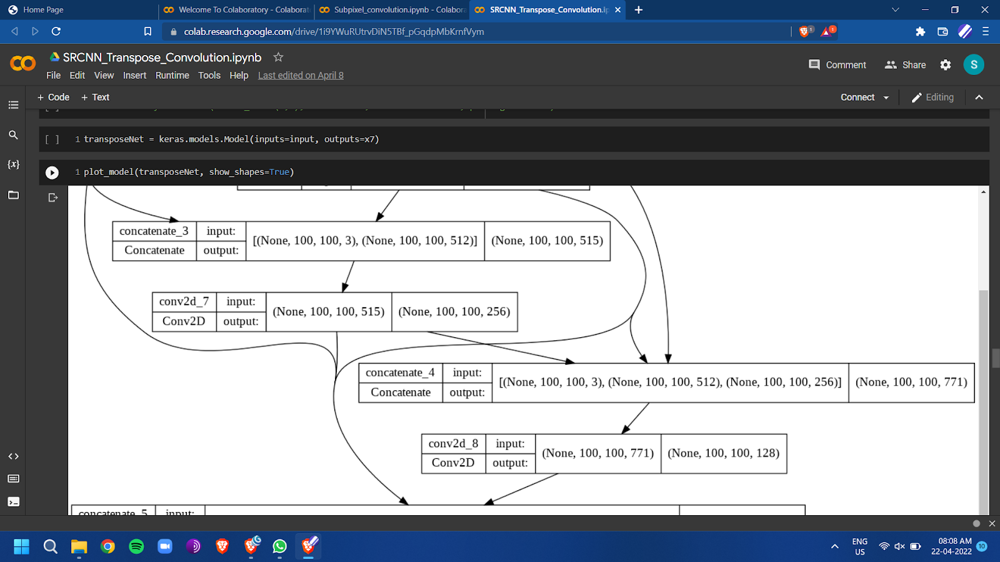 Home Page
Welcome To Colaboratory - Colaborat
Subpixel_convolution.ipynb - Colabora
SRCNN_Transpose_Convolution.ip
colab.research.google.com/drive/1i9YWuRUtrvDiN5TBf_pGqdpMbKrnfVym
1
1
SRCNN_Transpose_Convolution.ipynb
Comment
Share
S
File Edit View Insert Runtime Tools Help Last edited on April 8
+ Code + Text
Connect
Editing
[ ] 1 transposeNet = keras.models.Model(inputs=input, outputs=x7)
1 plot_model(transposeNet, show_shapes=True)
{x}
concatenate_3 input: [(None, 100, 100, 3), (None, 100, 100, 512)] (None, 100, 100, 515)
Concatenate output:
conv2d_7 input: (None, 100, 100, 515) (None, 100, 100, 256)
Conv2D output:
concatenate_4 input: [(None, 100, 100, 3), (None, 100, 100, 512), (None, 100, 100, 256)] (None, 100, 100, 771)
Concatenate output:
conv2d_8 input: (None, 100, 100, 771) (None, 100, 100, 128)
Conv2D output:
concatenate_5 input:
ENG
US
08:08 AM
22-04-2022
10